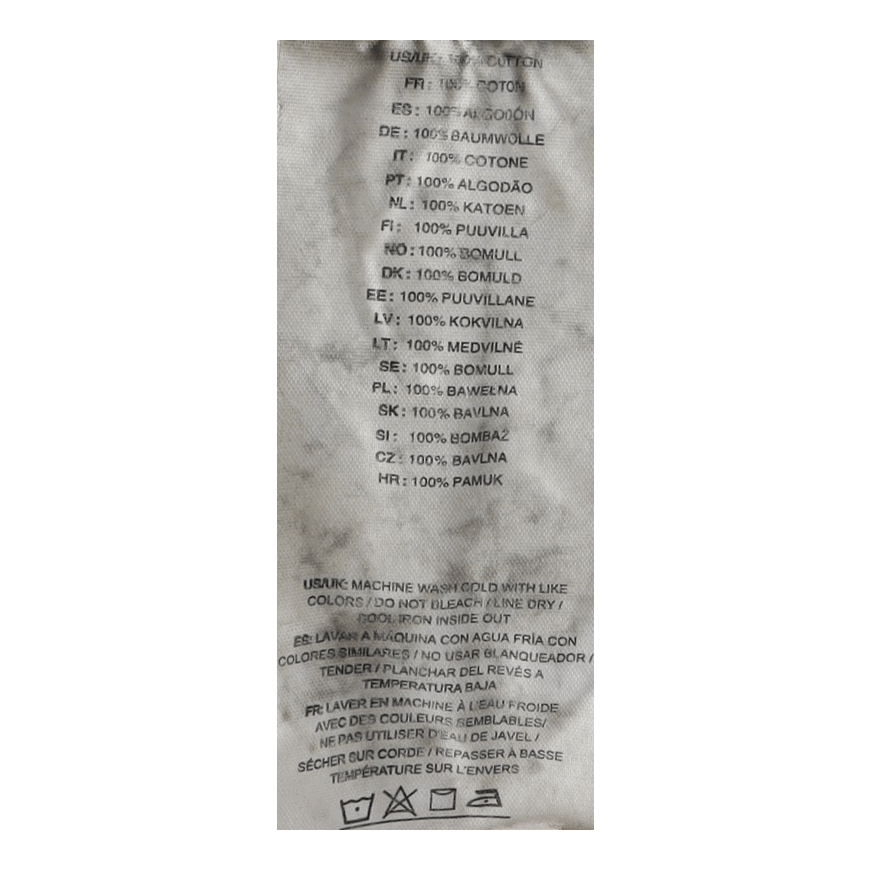 US/UK: 100% COTTON
FR: 100% COTON
ES: 100% ALGODÓN
DE: 100% BAUMWOLLE
IT: 100% COTONE
PT: 100% ALGODÃO
NL: 100% KATOEN
FI: 100% PUUVILLA
NO: 100% BOMULL
DK: 100% BOMULD
EE: 100% PUUVILLANE
LV: 100% KOKVILNA
LT: 100% MEDVILNĖ
SE: 100% BOMULL
PL: 100% BAWEŁNA
SK: 100% BAVLNA
SI: 100% BOMBAŽ
CZ: 100% BAVLNA
HR: 100% PAMUK
US/UK: MACHINE WASH COLD WITH LIKE
COLORS / DO NOT BLEACH / LINE DRY /
COOL IRON INSIDE OUT
ES: LAVAR A MÁQUINA CON AGUA FRÍA CON
COLORES SIMILARES / NO USAR BLANQUEADOR /
TENDER / PLANCHAR DEL REVÉS A
TEMPERATURA BAJA
FR: LAVER EN MACHINE À L'EAU FROIDE
AVEC DES COULEURS SEMBLABLES/
NE PAS UTILISER D'EAU DE JAVEL /
SÉCHER SUR CORDE / REPASSER À BASSE
TEMPÉRATURE SUR L'ENVERS